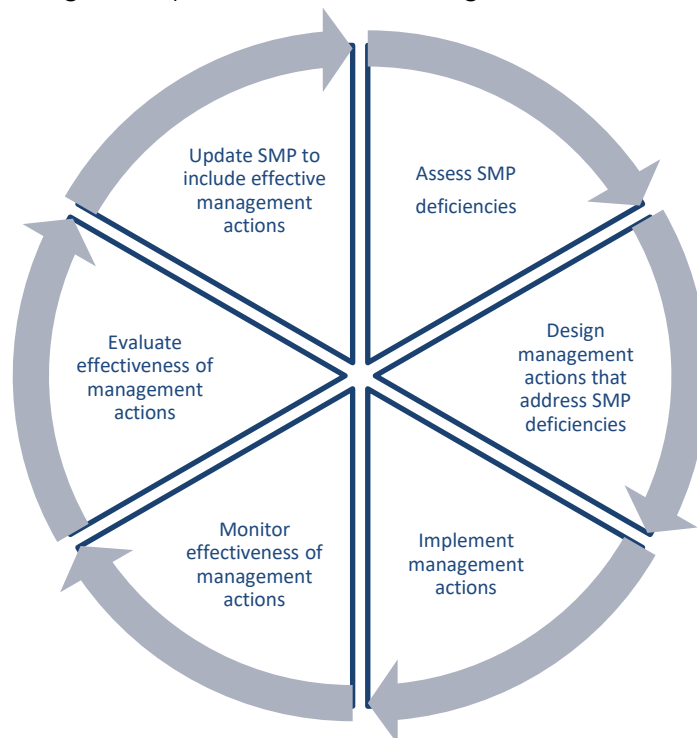 Update SMP to
include effective
management
actions
Assess SMP
deficiencies
Design
management
actions that
address SMP
deficiencies
Implement
management
actions
Monitor
effectiveness of
management
actions
Evaluate
effectiveness of
management
actions